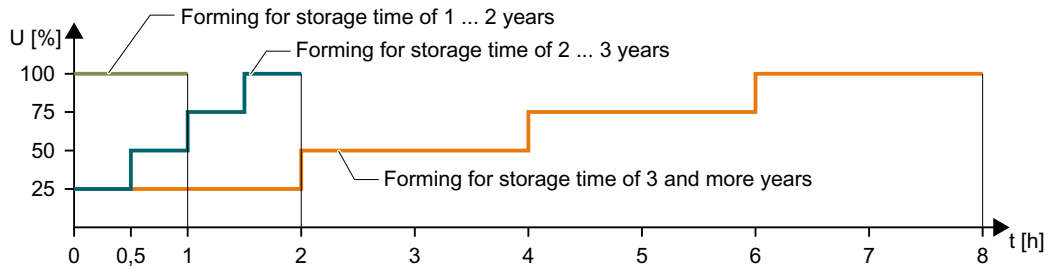 Forming for storage time of 1 ... 2 years
U [%]
Forming for storage time of 2 ... 3 years
100
75
50
Forming for storage time of 3 and more years
25
t [h]
0 0,5 1 2 3 4 5 6 7 8